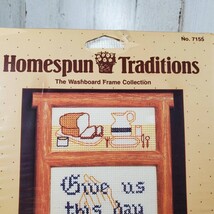 No. 7155
Homespun Traditions
The Washboard Frame Collection
Give us
this day